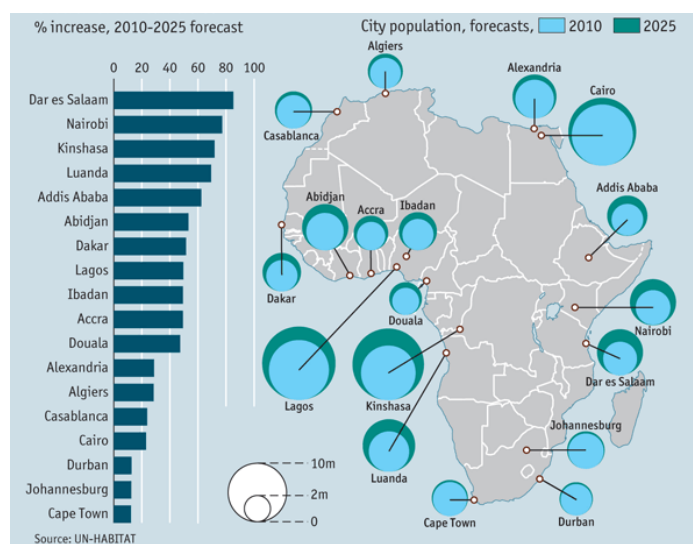 % increase, 2010-2025 forecast
0 20 40 60 80 100
Dar es Salaam
Nairobi
Kinshasa
Luanda
Addis Ababa
Abidjan
Dakar
Lagos
Ibadan
Accra
Douala
Alexandria
Algiers
Casablanca
Cairo
Durban
Johannesburg
Cape Town
Source: UN-HABITAT
City population, forecasts, 2010 2025
Algiers
Alexandria
Cairo
Casablanca
Addis Ababa
Abidjan
Accra
Ibadan
Dakar
Douala
Nairobi
Dar es Salaam
Lagos
Kinshasa
Johannesburg
Luanda
Cape Town
Durban
10m
2m
0